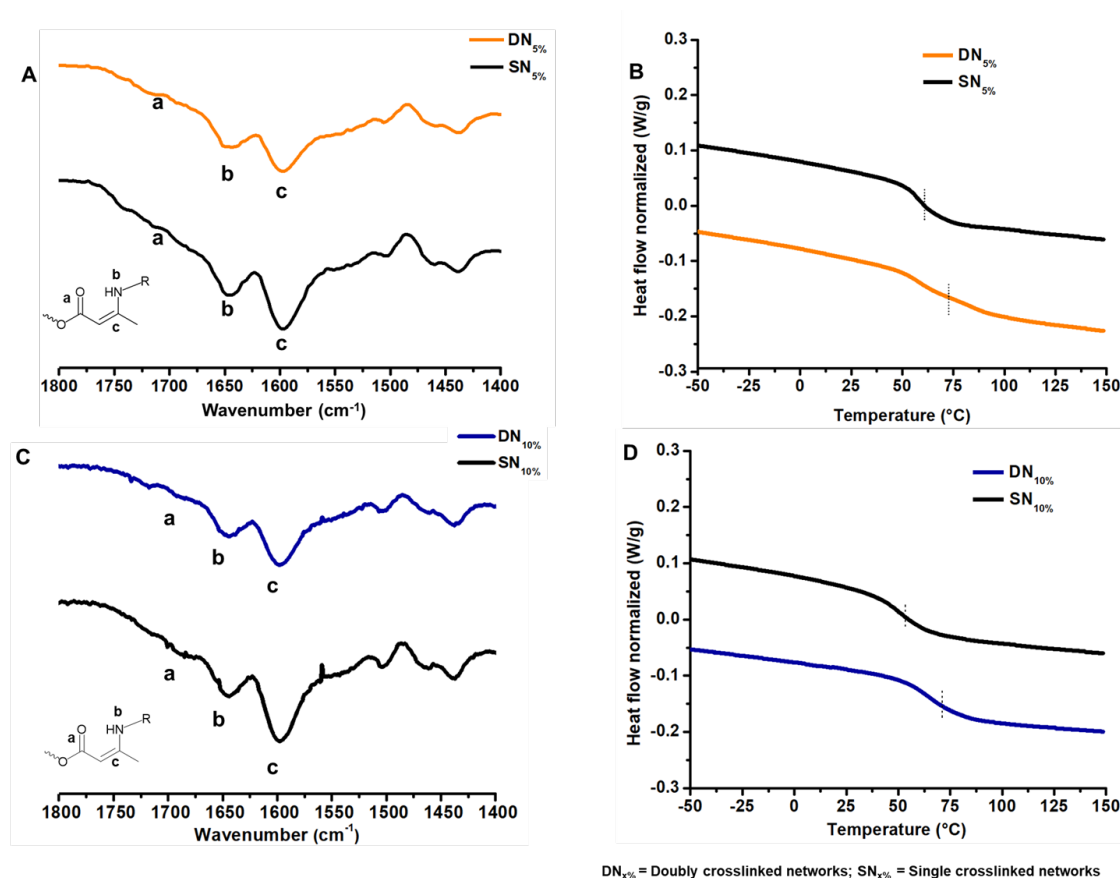 A
DN5%
SN5%
a
b
c
a
b
c
b
HN
R
a
O
O
c
1800 1750 1700 1650 1600 1550 1500 1450 1400
Wavenumber (cm-1)
B
DN5%
SN5%
Heat flow normalized (W/g)
0.3
0.2
0.1
0.0
-0.1
-0.2
-0.3
-50 -25 0 25 50 75 100 125 150
Temperature (°C)
C
DN10%
SN10%
a
b
c
a
b
c
b
HN
R
a
O
O
c
1800 1750 1700 1650 1600 1550 1500 1450 1400
Wavenumber (cm-1)
D
DN10%
SN10%
Heat flow normalized (W/g)
0.3
0.2
0.1
0.0
-0.1
-0.2
-0.3
-50 -25 0 25 50 75 100 125 150
Temperature (°C)
DNx% = Doubly crosslinked networks; SNx% = Single crosslinked networks